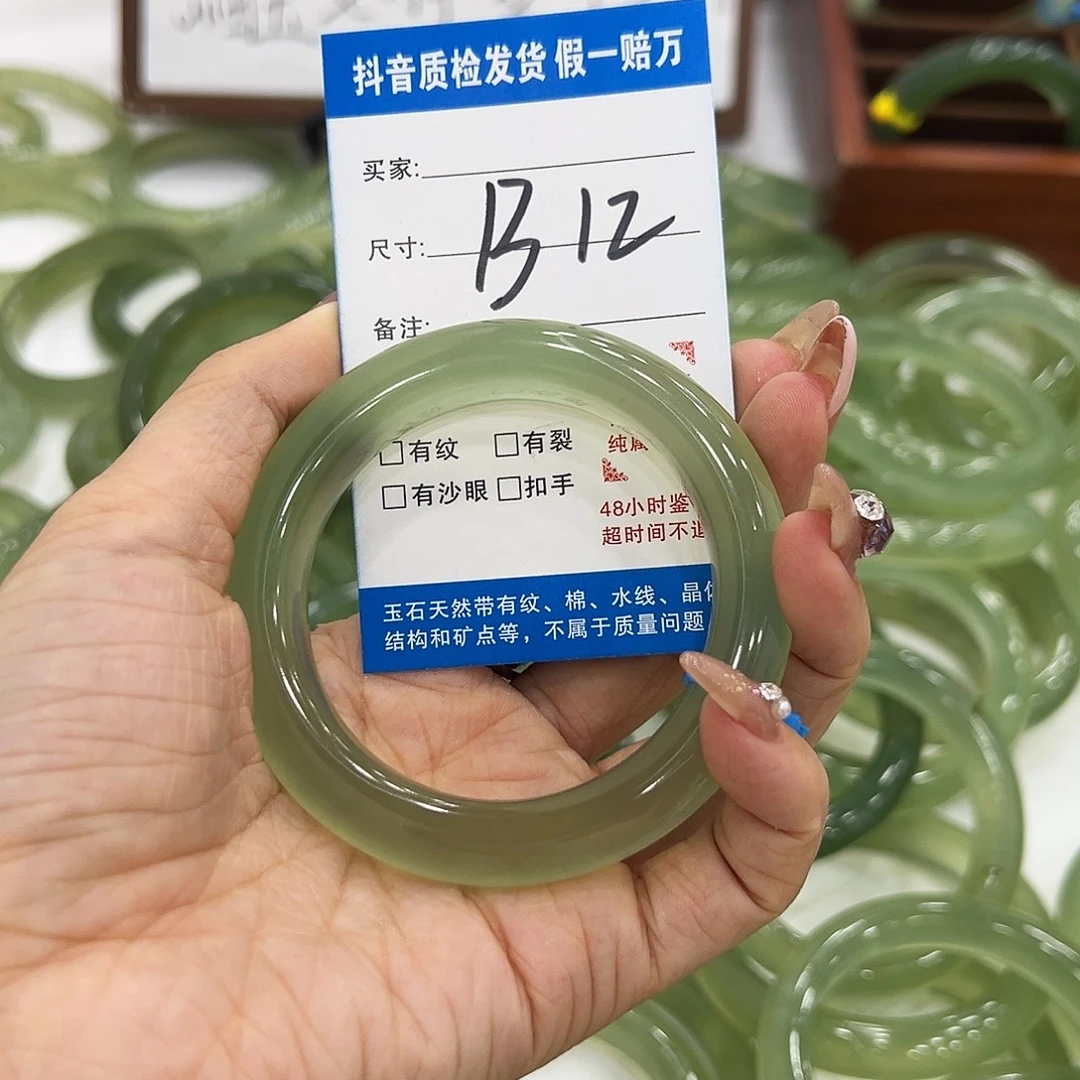 抖音质检发货 假一赔万
买家:
B12
尺寸:
备注:
□有纹 □有裂
□有沙眼 □扣手
纯属
48小时鉴
超时间不退
玉石天然带有纹、棉、水线、晶体
结构和矿点等，不属于质量问题